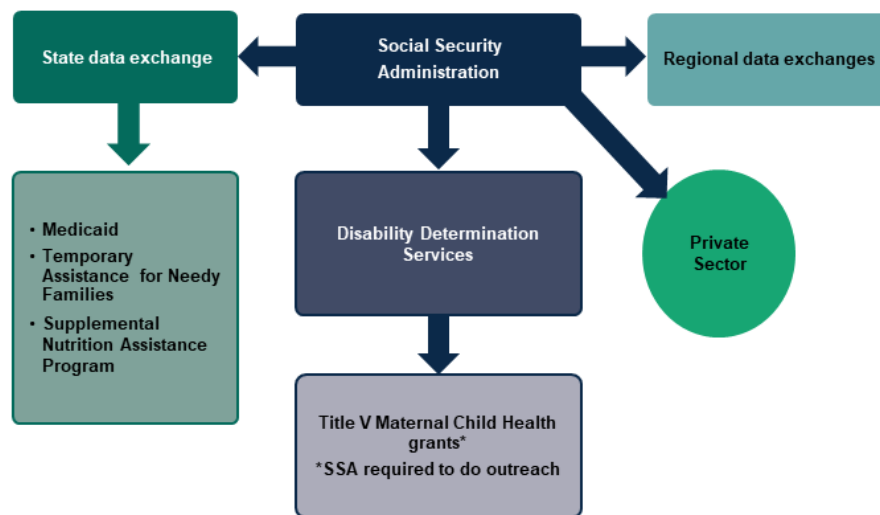 State data exchange
Social Security
Administration
Regional data exchanges
• Medicaid
• Temporary
Assistance for Needy
Families
• Supplemental
Nutrition Assistance
Program
Disability Determination
Services
Private
Sector
Title V Maternal Child Health
grants*
*SSA required to do outreach